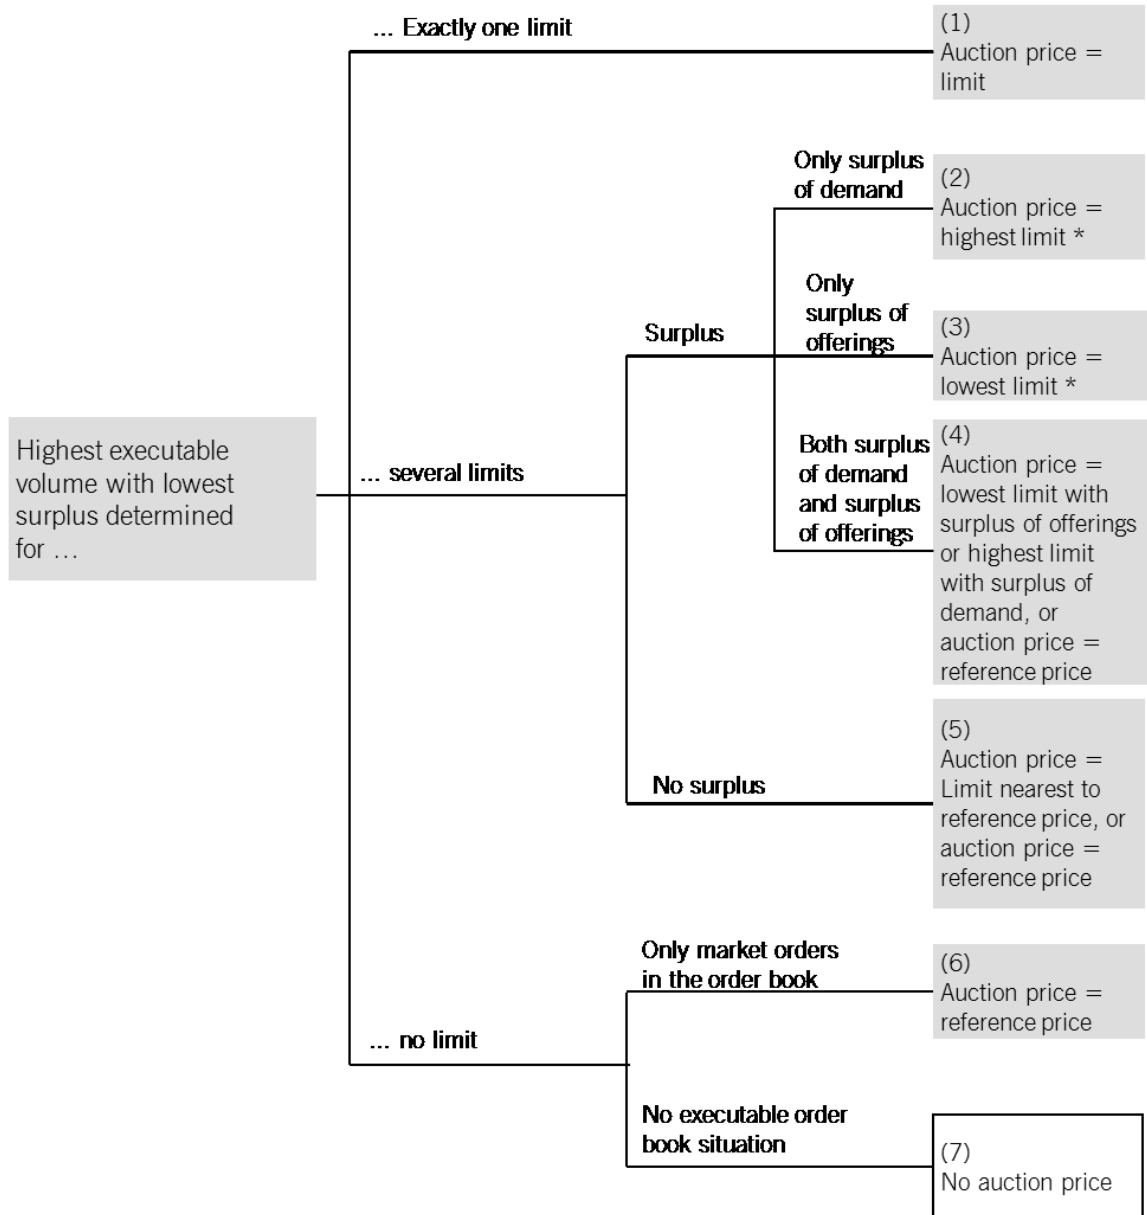 ... Exactly one limit
(1)
Auction price =
limit
Only surplus
of demand
(2)
Auction price =
highest limit *
Only
surplus of
offerings
Surplus
(3)
Auction price =
lowest limit *
Highest executable
volume with lowest
surplus determined
for ...
... several limits
Both surplus
of demand
and surplus
of offerings
(4)
Auction price =
lowest limit with
surplus of offerings
or highest limit
with surplus of
demand, or
auction price =
reference price
No surplus
(5)
Auction price =
Limit nearest to
reference price, or
auction price =
reference price
Only market orders
in the order book
(6)
Auction price =
reference price
... no limit
No executable order
book situation
(7)
No auction price